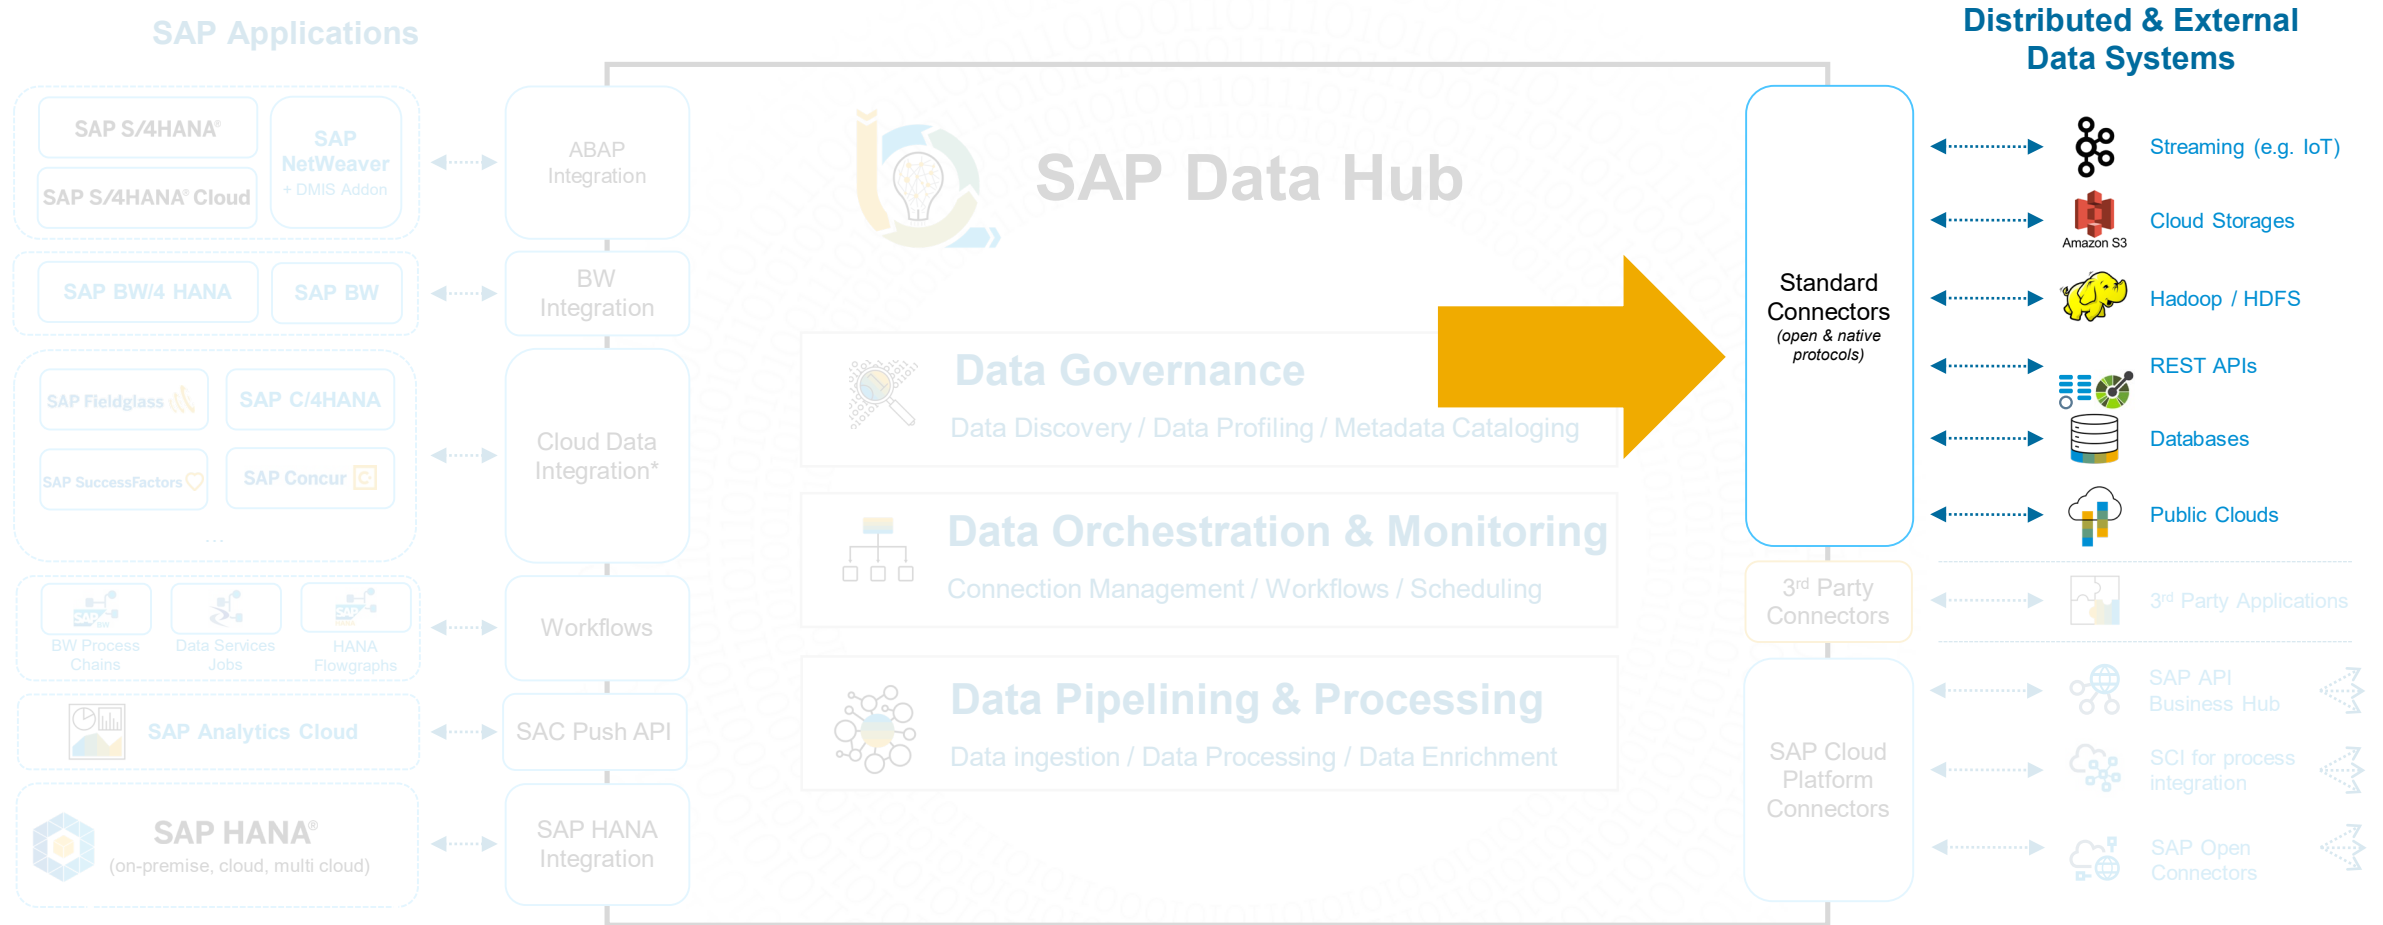 SAP Applications
SAP S/4HANA®
SAP S/4HANA® Cloud
SAP
NetWeaver
+ DMIS Addon
ABAP
Integration
SAP BW/4 HANA
SAP BW
BW
Integration
SAP Fieldglass
SAP C/4HANA
SAP SuccessFactors
SAP Concur C·
...
Cloud Data
Integration*
SAP BW
SAP HANA
BW Process
Chains
Data Services
Jobs
HANA
Flowgraphs
Workflows
SAP Analytics Cloud
SAC Push API
SAP HANA®
(on-premise, cloud, multi cloud)
SAP HANA
Integration
SAP Data Hub
Data Governance
Data Discovery / Data Profiling / Metadata Cataloging
Data Orchestration & Monitoring
Connection Management / Workflows / Scheduling
Data Pipelining & Processing
Data ingestion / Data Processing / Data Enrichment
Distributed & External
Data Systems
Standard
Connectors
(open & native
protocols)
Streaming (e.g. IoT)
Amazon S3
Cloud Storages
Hadoop / HDFS
REST APIs
Databases
Public Clouds
3rd Party
Connectors
3rd Party Applications
SAP Cloud
Platform
Connectors
SAP API
Business Hub
SCI for process
integration
SAP Open
Connectors